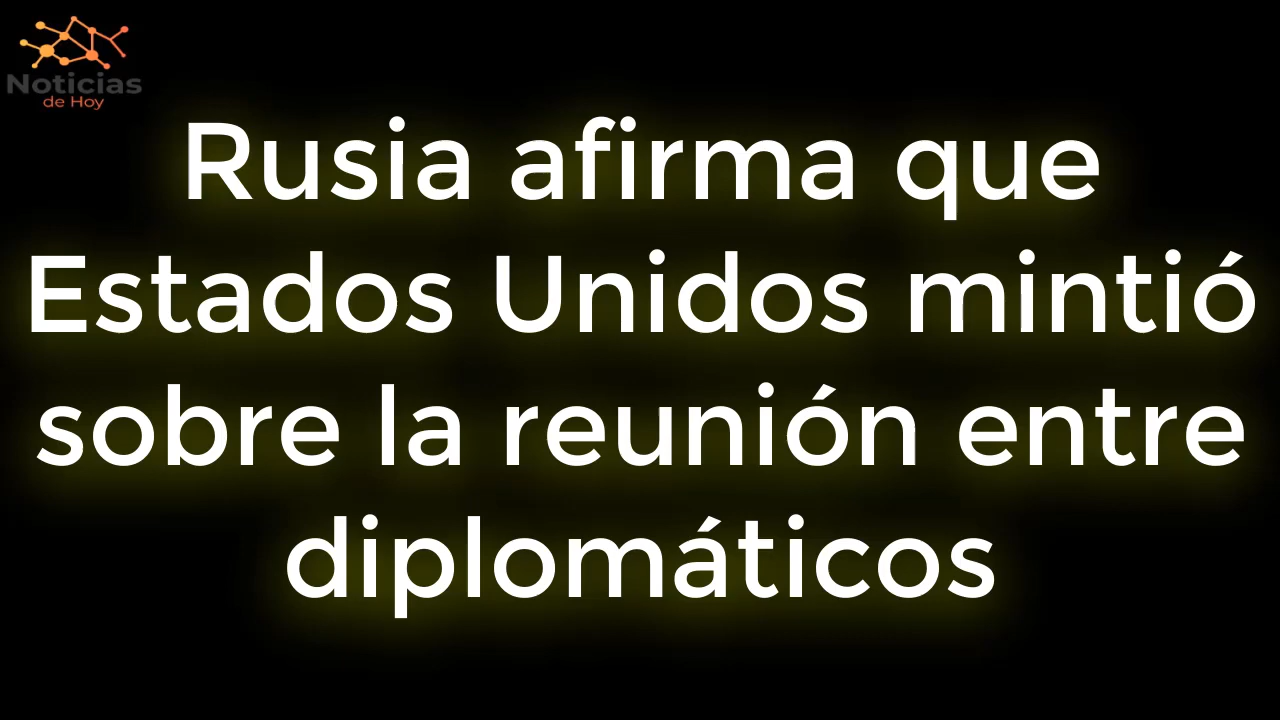 Noticias
de Hoy
Rusia afirma que
Estados Unidos mintió
sobre la reunión entre
diplomáticos